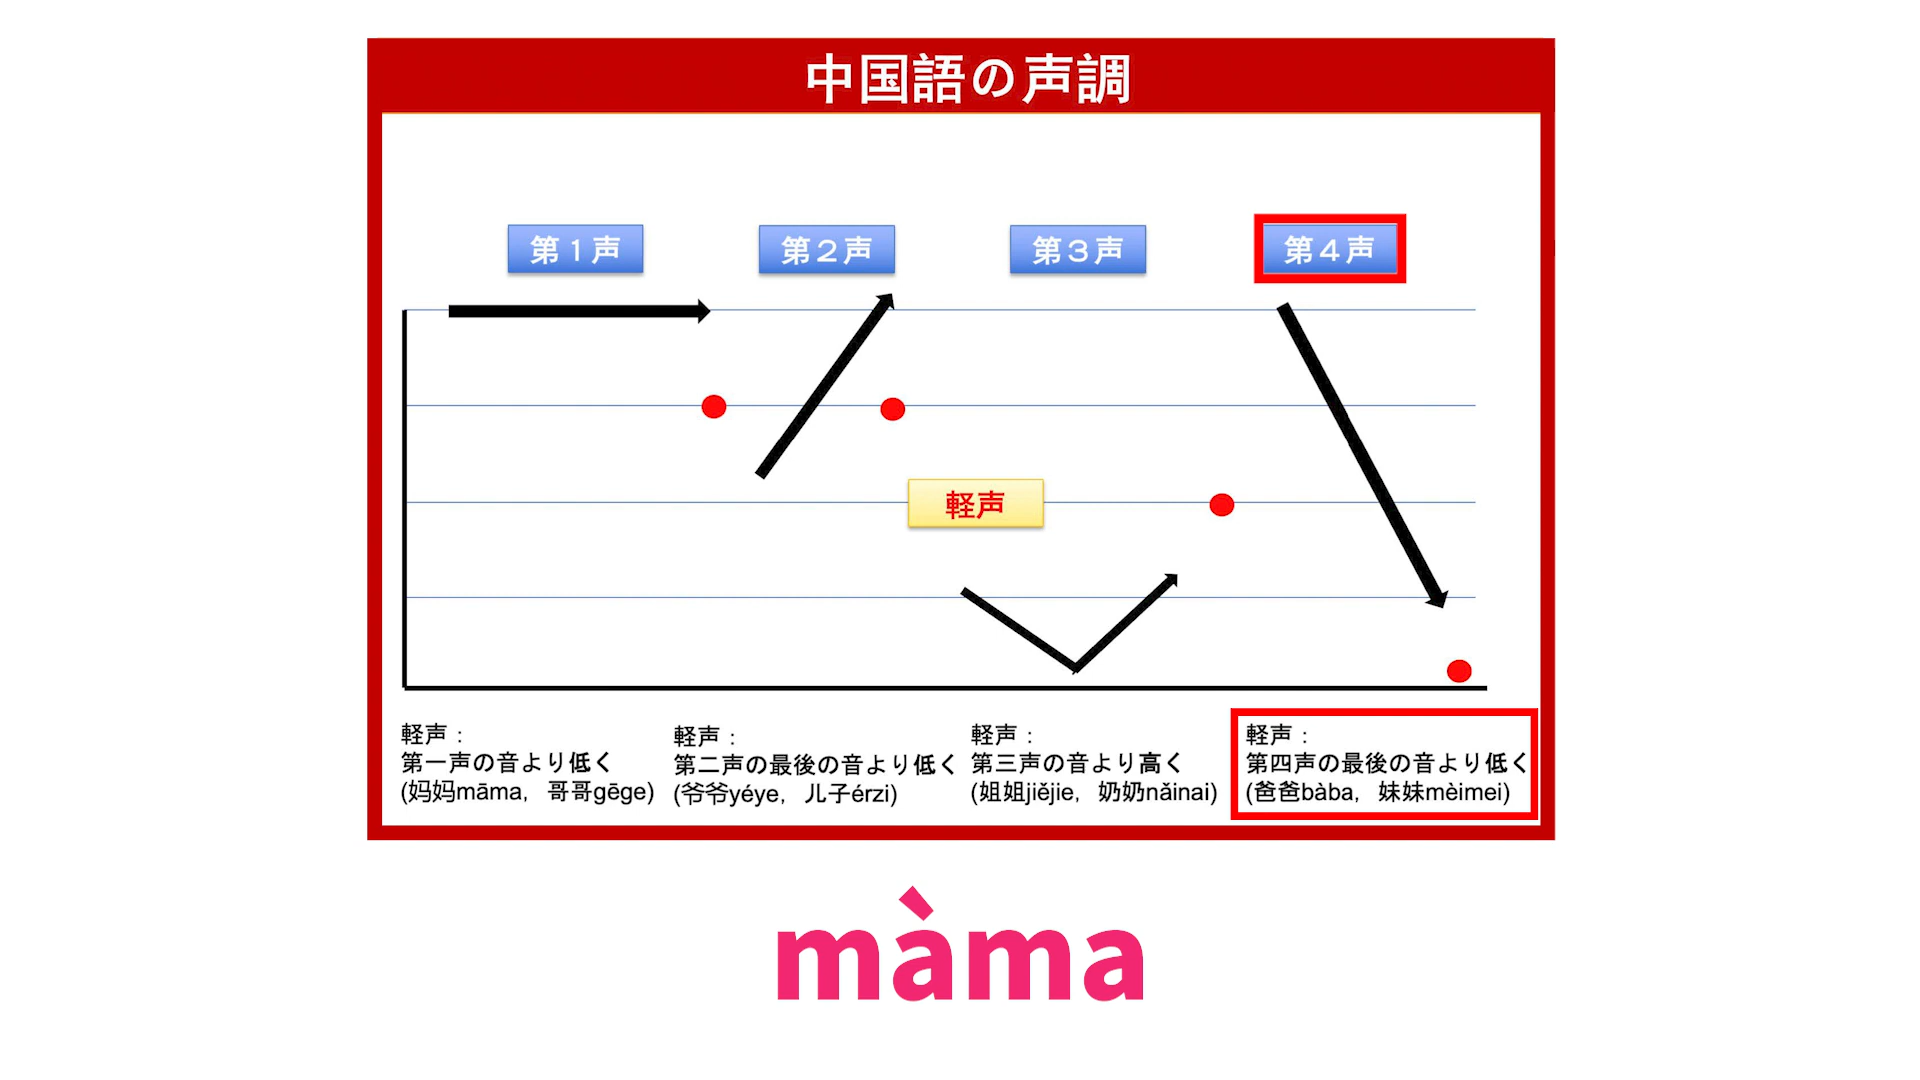 中国語の声調
第１声
第２声
第３声
第４声
軽声
軽声：
第一声の音より低く
(妈妈māma,　哥哥gēge)
軽声：
第二声の最後の音より低く
(爷爷yéye,　儿子érzi)
軽声：
第三声の音より高く
(姐姐jiějie,　奶奶nǎinai)
軽声：
第四声の最後の音より低く
(爸爸bàba,　妹妹mèimei)
màma